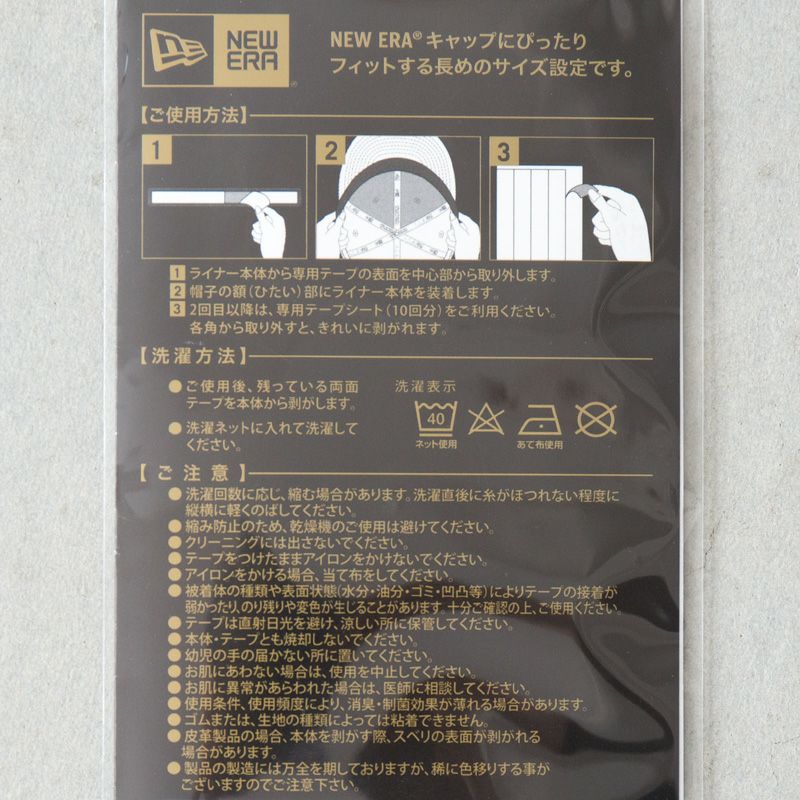 NEW ERA®
NEW ERA® キャップにぴったり
フィットする長めのサイズ設定です。
【ご使用方法】
1 2 3
1 ライナー本体から専用テープの表面を中心部から取り外します。
2 帽子の額（ひたい）部にライナー本体を装着します。
3 2回目以降は、専用テープシート（10回分）をご利用ください。
各角から取り外すと、きれいに剥がれます。
【洗濯方法】
●ご使用後、残っている両面
テープを本体から剥がします。
●洗濯ネットに入れて洗濯して
ください。
洗濯表示
40
ネット使用 あて布使用
【ご注意】
●洗濯回数に応じ、縮む場合があります。洗濯直後に糸がほつれない程度に
縦横に軽くのばしてください。
●縮み防止のため、乾燥機のご使用は避けてください。
●クリーニングには出さないでください。
●テープをつけたままアイロンをかけないでください。
●アイロンをかける場合、当て布をしてください。
●被着体の種類や表面状態（水分・油分・ゴミ・凹凸等）によりテープの接着が
弱かったり、のり残りや変色が生じることがあります。十分ご確認の上、ご使用ください。
●テープは直射日光を避け、涼しい所に保管してください。
●本体・テープとも焼却しないでください。
●幼児の手の届かない所に置いてください。
●お肌にあわない場合は、使用を中止してください。
●お肌に異常があらわれた場合は、医師に相談してください。
●使用条件、使用頻度により、消臭・制菌効果が薄れる場合があります。
●ゴムまたは、生地の種類によっては粘着できません。
●皮革製品の場合、本体を剥がす際、スベリの表面が剥がれる
場合があります。
●製品の製造には万全を期しておりますが、稀に色移りする事が
ございますのでご注意下さい。